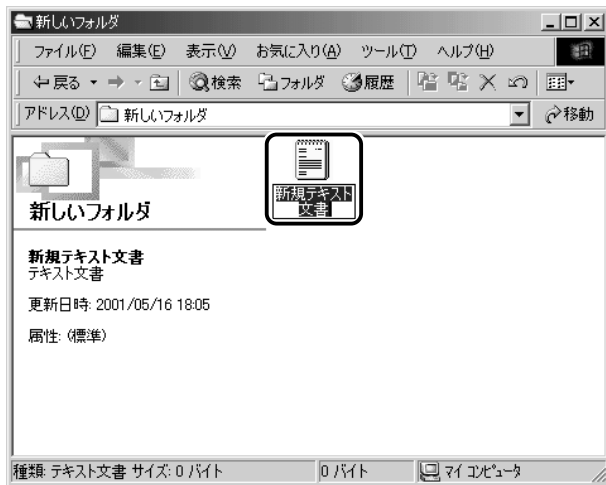 新しいフォルダ
ファイル(F) 編集(E) 表示(V) お気に入り(A) ツール(T) ヘルプ(H)
戻る 検索 フォルダ 履歴
アドレス(D) 新しいフォルダ 移動
新規テキスト
文書
新しいフォルダ
新規テキスト文書
テキスト文書
更新日時: 2001/05/16 18:05
属性: (標準)
種類: テキスト文書 サイズ: 0 バイト 0 バイト マイ コンピュータ